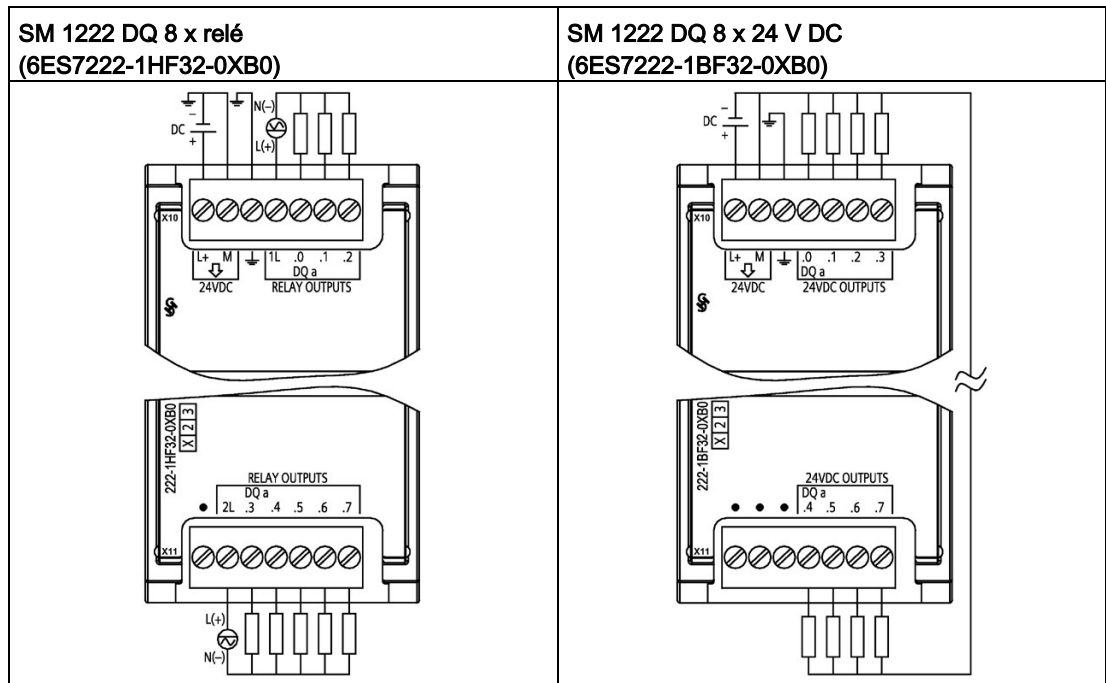 SM 1222 DQ 8 x relé
(6ES7222-1HF32-0XB0)
SM 1222 DQ 8 x 24 V DC
(6ES7222-1BF32-0XB0)
DC
−
+
N(−)
L(+)
X10
L+ M 1L .0 .1 .2
DQ a
24VDC RELAY OUTPUTS
222-1HF32-0XB0
X 2 3
RELAY OUTPUTS
DQ a
2L .3 .4 .5 .6 .7
X11
L(+)
N(−)
DC
−
+
X10
L+ M .0 .1 .2 .3
DQ a
24VDC 24VDC OUTPUTS
222-1BF32-0XB0
X 2 3
24VDC OUTPUTS
DQ a
.4 .5 .6 .7
X11